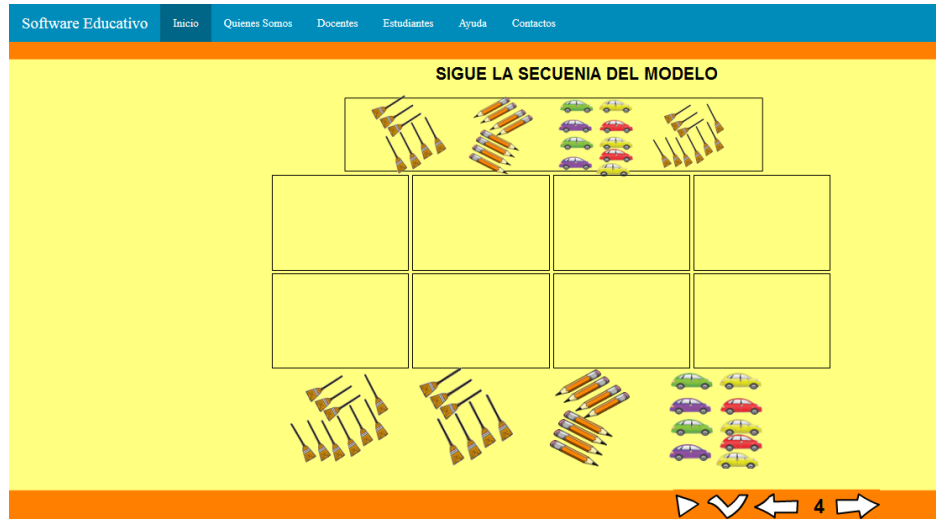 Software Educativo Inicio Quienes Somos Docentes Estudiantes Ayuda Contactos
SIGUE LA SECUENIA DEL MODELO
4